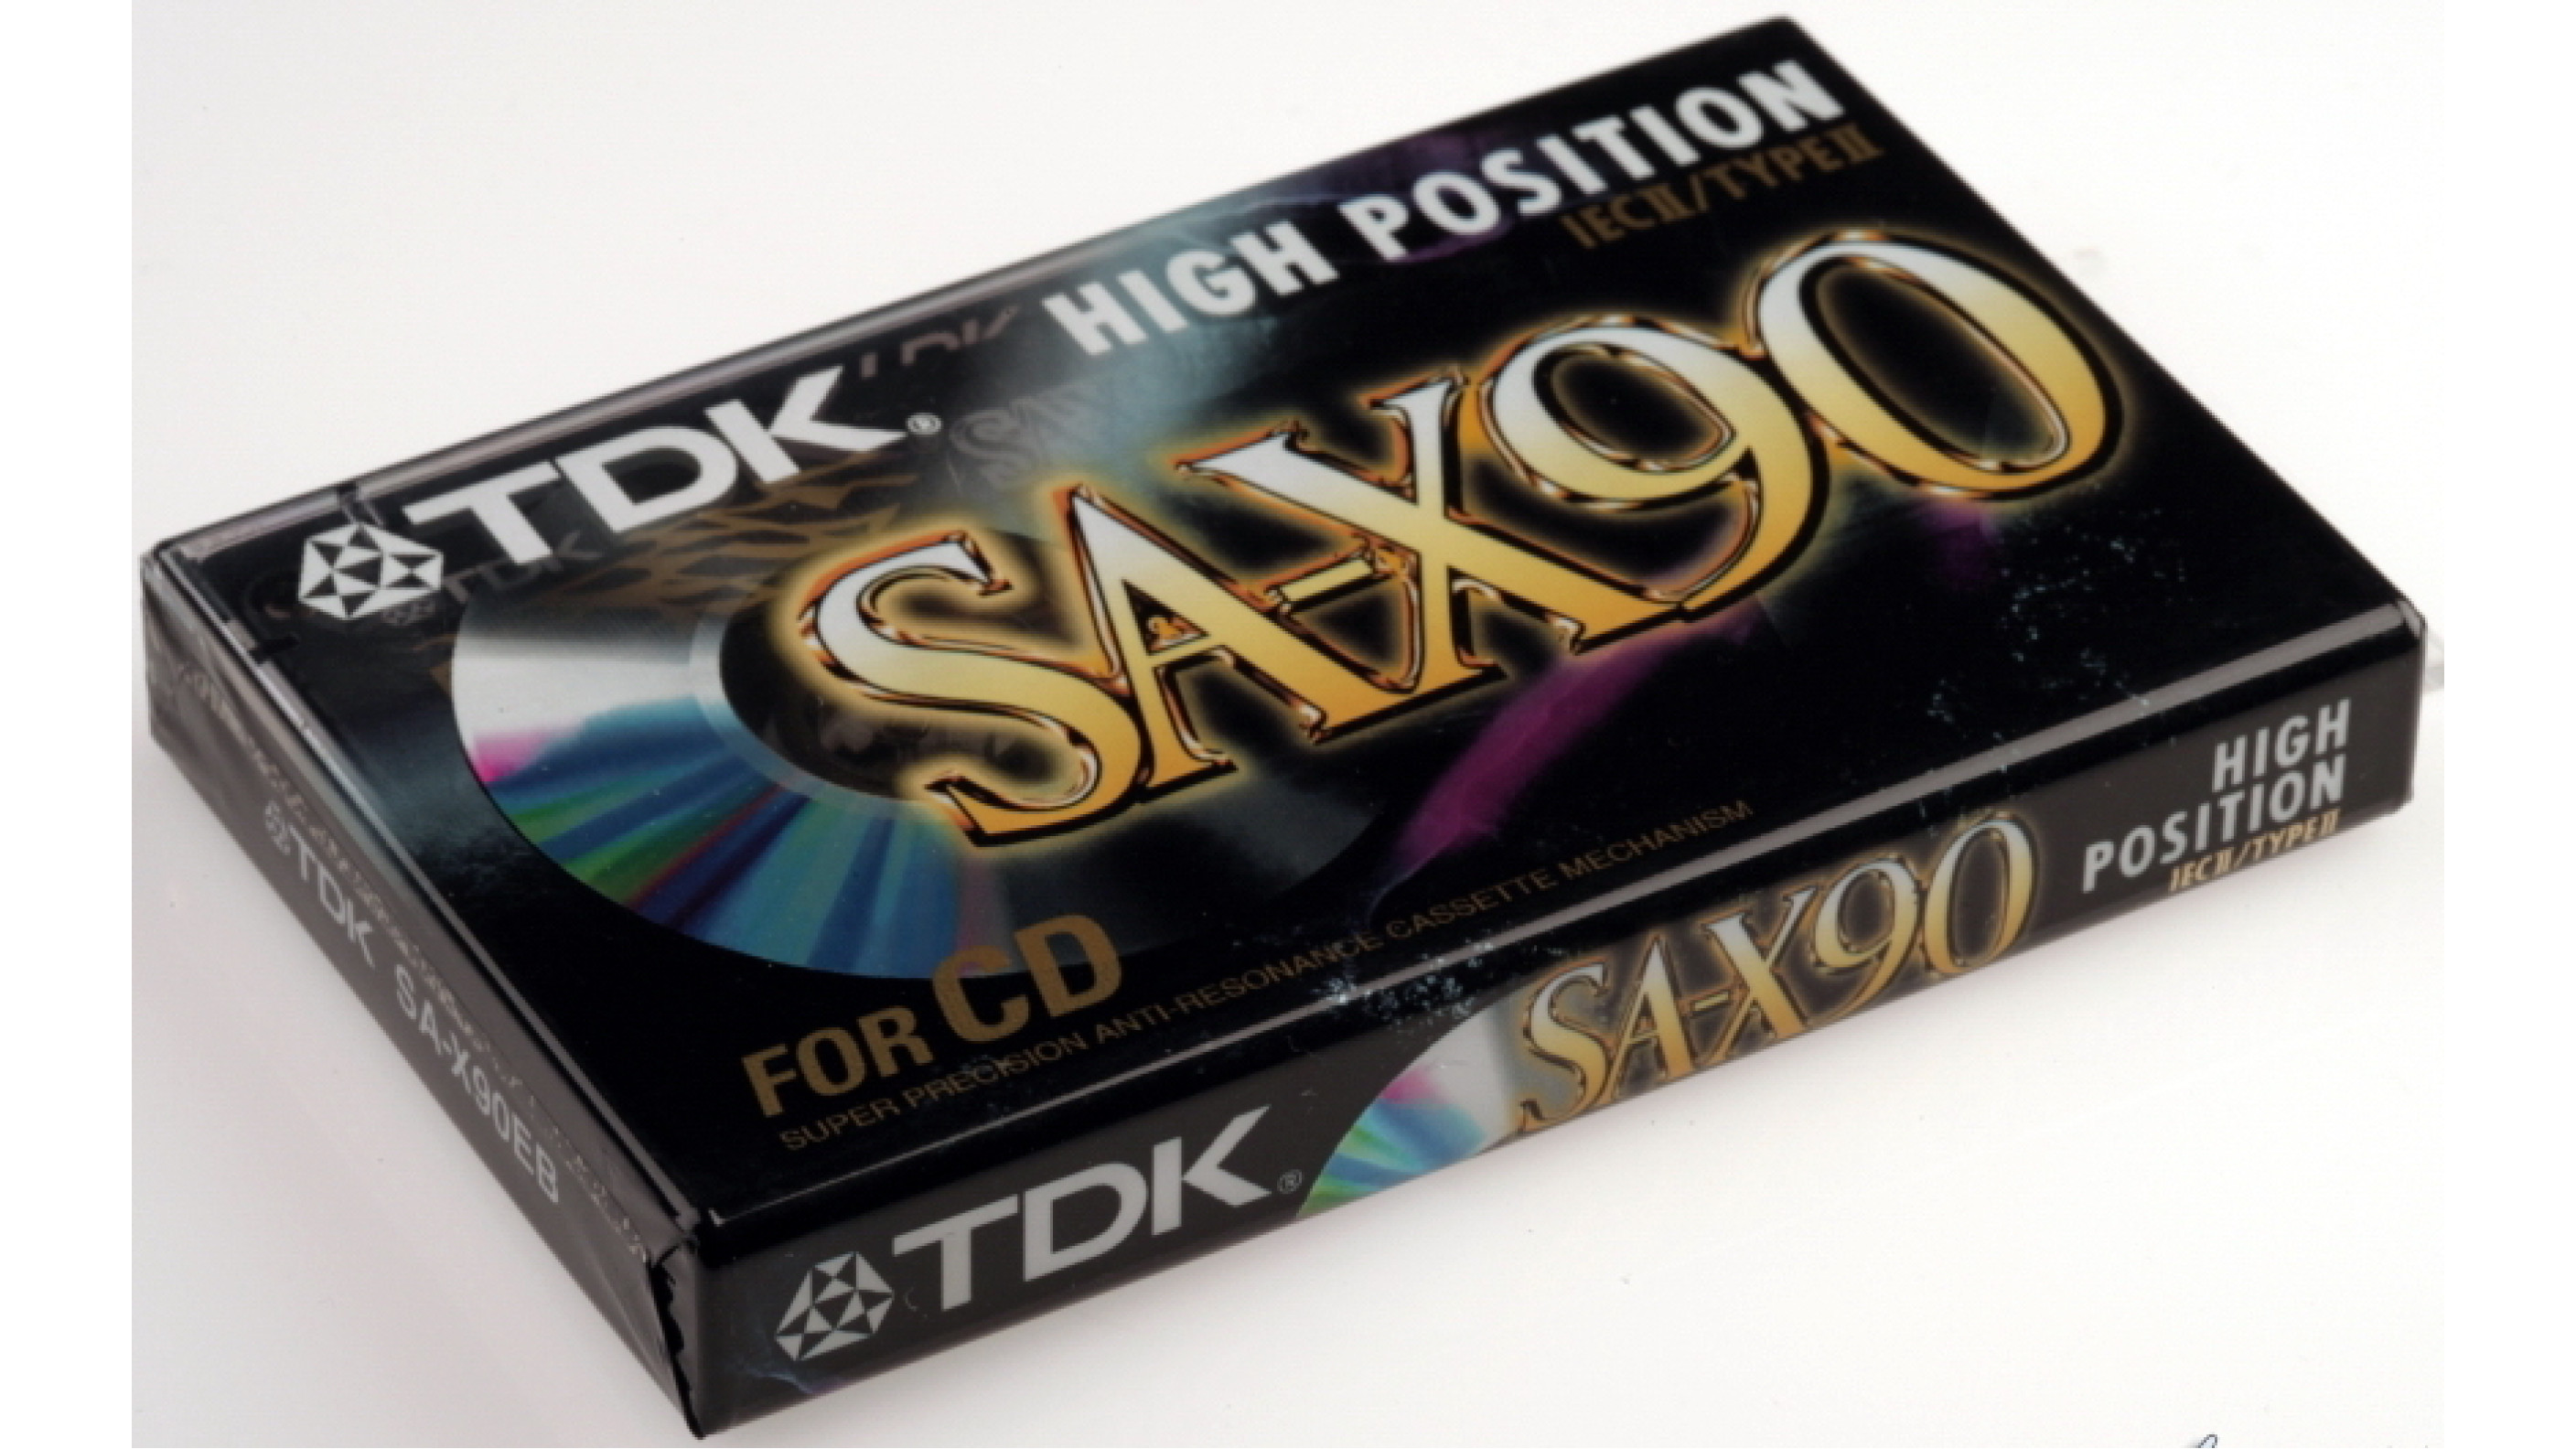 TDK®
HIGH POSITION
IECII/TYPEII
SA-X90
FOR CD
SUPER PRECISION ANTI-RESONANCE CASSETTE MECHANISM
TDK®
SA-X90
HIGH
POSITION
IECII/TYPEII
TDK SA-X90EB